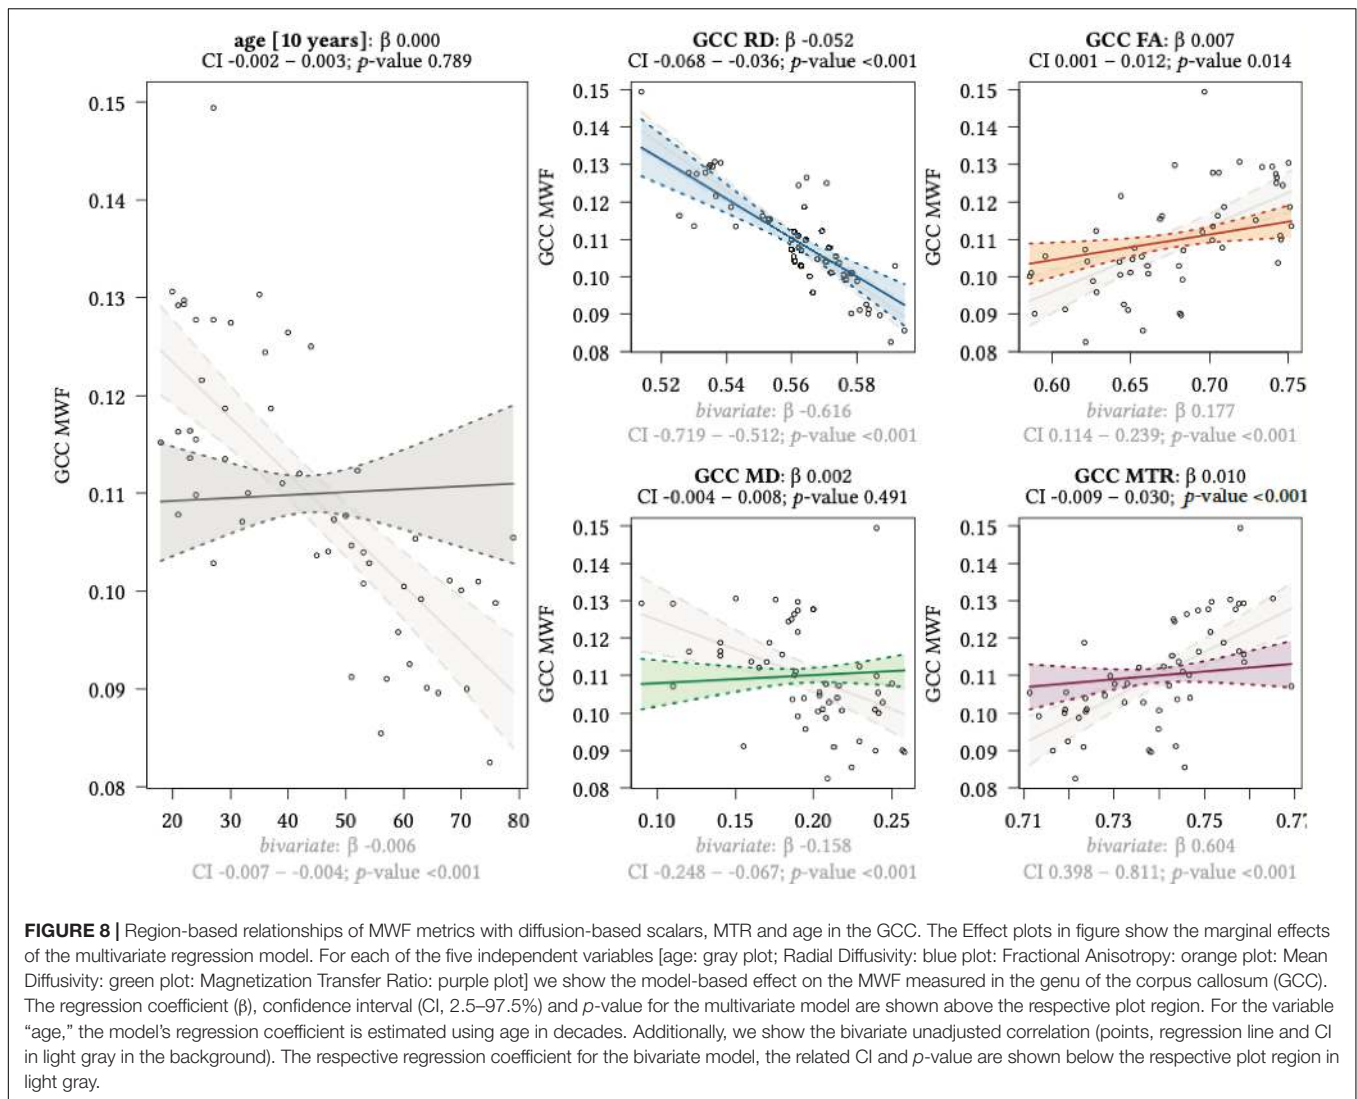 age [10 years]: β 0.000
CI -0.002 – -0.003; p-value 0.789
0.15
0.14
0.13
0.12
0.11
0.10
0.09
0.08
GCC MWF
20 30 40 50 60 70 80
bivariate: β -0.006
CI -0.007 – -0.004; p-value <0.001
GCC RD: β -0.052
CI -0.068 – -0.036; p-value <0.001
0.15
0.14
0.13
0.12
0.11
0.10
0.09
0.08
GCC MWF
0.52 0.54 0.56 0.58
bivariate: β -0.616
CI -0.719 – -0.512; p-value <0.001
GCC FA: β 0.007
CI 0.001 – 0.012; p-value 0.014
0.15
0.14
0.13
0.12
0.11
0.10
0.09
0.08
GCC MWF
0.60 0.65 0.70 0.75
bivariate: β 0.177
CI 0.114 – 0.239; p-value <0.001
GCC MD: β 0.002
CI -0.004 – 0.008; p-value 0.491
0.15
0.14
0.13
0.12
0.11
0.10
0.09
0.08
GCC MWF
0.10 0.15 0.20 0.25
bivariate: β -0.158
CI -0.248 – -0.067; p-value <0.001
GCC MTR: β 0.010
CI -0.009 – 0.030; p-value <0.001
0.15
0.14
0.13
0.12
0.11
0.10
0.09
0.08
GCC MWF
0.71 0.73 0.75
bivariate: β 0.604
CI 0.398 – 0.811; p-value <0.001
FIGURE 8 | Region-based relationships of MWF metrics with diffusion-based scalars, MTR and age in the GCC. The Effect plots in figure show the marginal effects
of the multivariate regression model. For each of the five independent variables [age: gray plot; Radial Diffusivity: blue plot: Fractional Anisotropy: orange plot: Mean
Diffusivity: green plot: Magnetization Transfer Ratio: purple plot] we show the model-based effect on the MWF measured in the genu of the corpus callosum (GCC).
The regression coefficient (β), confidence interval (CI, 2.5–97.5%) and p-value for the multivariate model are shown above the respective plot region. For the variable
“age,” the model’s regression coefficient is estimated using age in decades. Additionally, we show the bivariate unadjusted correlation (points, regression line and CI
in light gray in the background). The respective regression coefficient for the bivariate model, the related CI and p-value are shown below the respective plot region in
light gray.